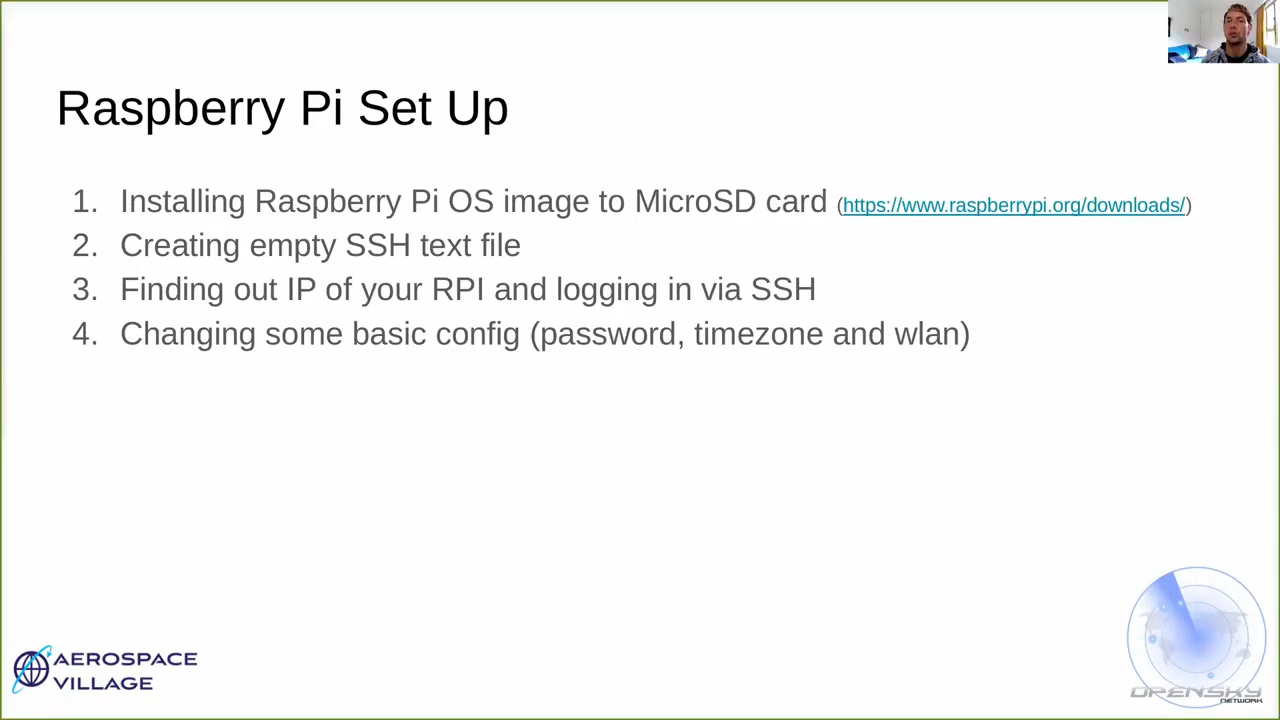 Raspberry Pi Set Up
1. Installing Raspberry Pi OS image to MicroSD card (https://www.raspberrypi.org/downloads/)
2. Creating empty SSH text file
3. Finding out IP of your RPI and logging in via SSH
4. Changing some basic config (password, timezone and wlan)
AEROSPACE
VILLAGE
OPENSKY
NETWORK